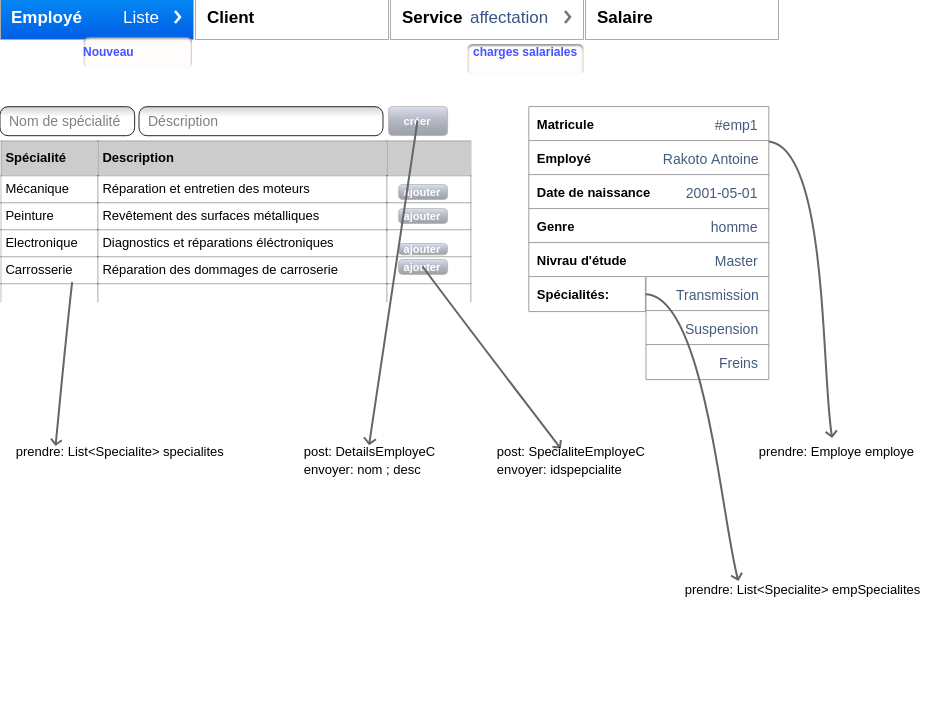 Employé Liste Client Service affectation Salaire
Nouveau charges salariales
Nom de spécialité Déscription créer
Spécialité Description
Mécanique Réparation et entretien des moteurs ajouter
Peinture Revêtement des surfaces métalliques ajouter
Electronique Diagnostics et réparations éléctroniques ajouter
Carrosserie Réparation des dommages de carroserie ajouter
Matricule #emp1
Employé Rakoto Antoine
Date de naissance 2001-05-01
Genre homme
Nivrau d'étude Master
Spécialités: Transmission
Suspension
Freins
prendre: List<Specialite> specialites
post: DetailsEmployeC
envoyer: nom ; desc
post: SpecialiteEmployeC
envoyer: idspepcialite
prendre: Employe employe
prendre: List<Specialite> empSpecialites